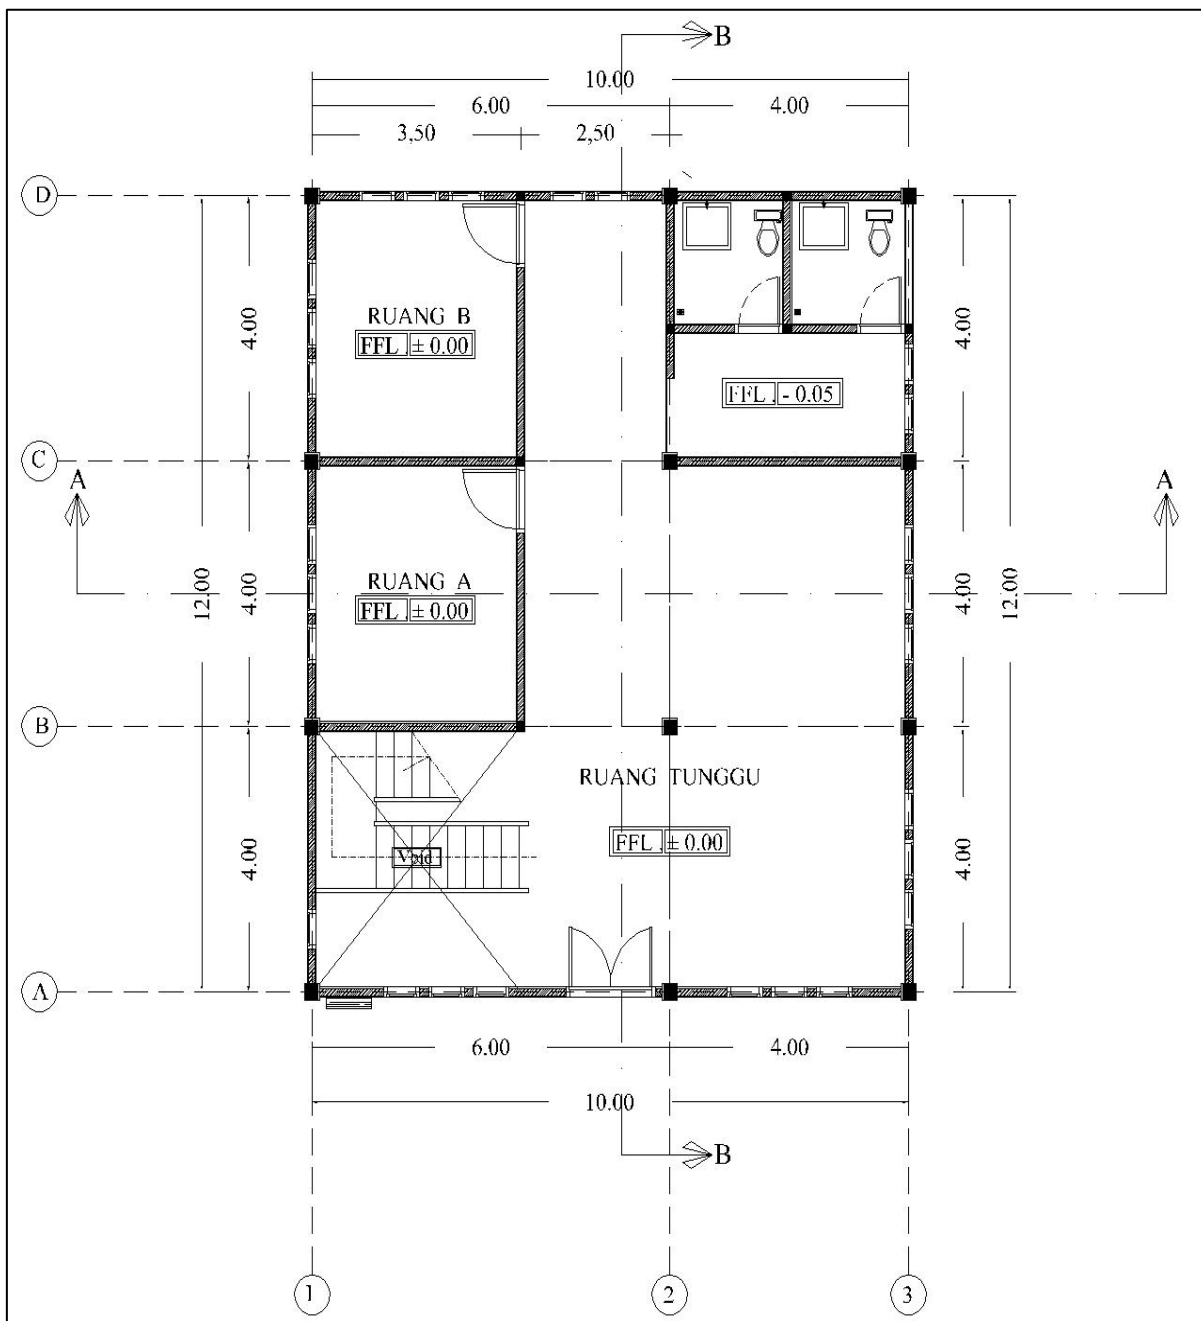 B
10.00
6.00 4.00
3,50 2,50
D
4.00 4.00
RUANG B
FFL . ± 0.00
FFL . - 0.05
C
A A
12.00 4.00 4.00 12.00
RUANG A
FFL . ± 0.00
B
RUANG TUNGGU
FFL . ± 0.00
4.00 4.00
Void
A
6.00 4.00
10.00
B
1 2 3